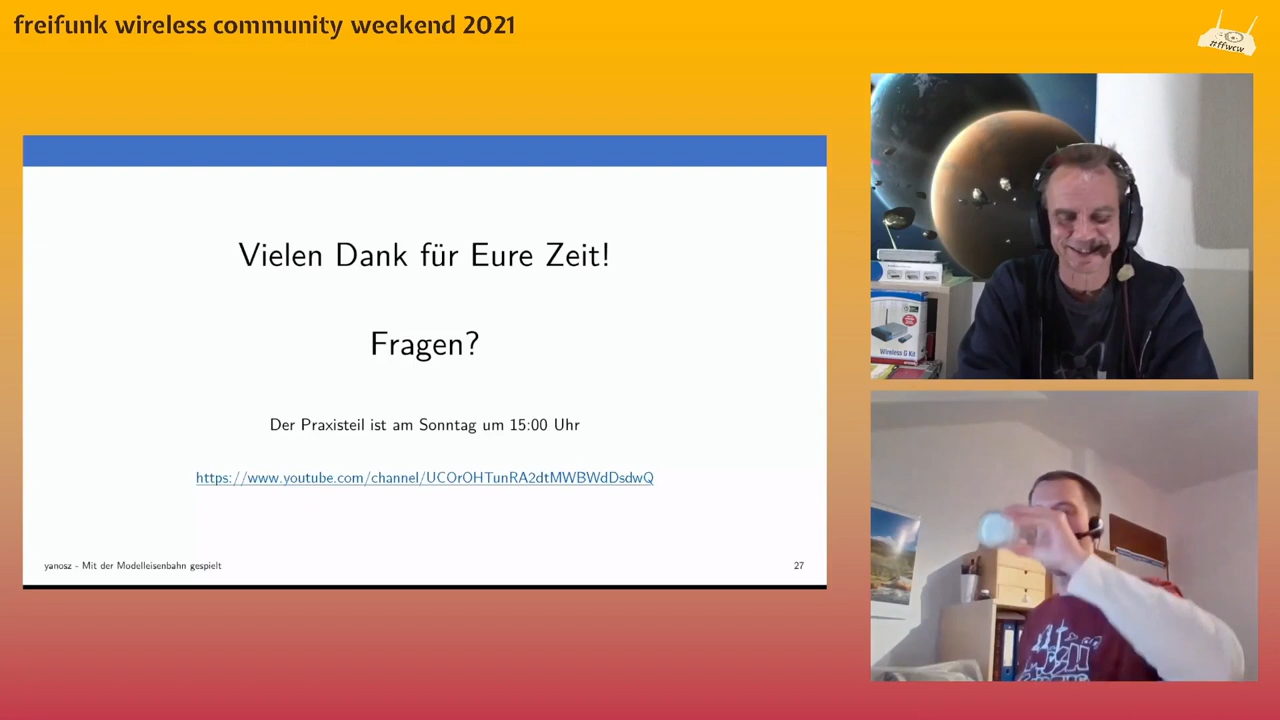 freifunk wireless community weekend 2021
#ffwcw
Vielen Dank für Eure Zeit!
Fragen?
Der Praxisteil ist am Sonntag um 15:00 Uhr
https://www.youtube.com/channel/UCOrOHTunRA2dtMWBWdDsdwQ
yanosz - Mit der Modelleisenbahn gespielt
27
Wireless G Kit